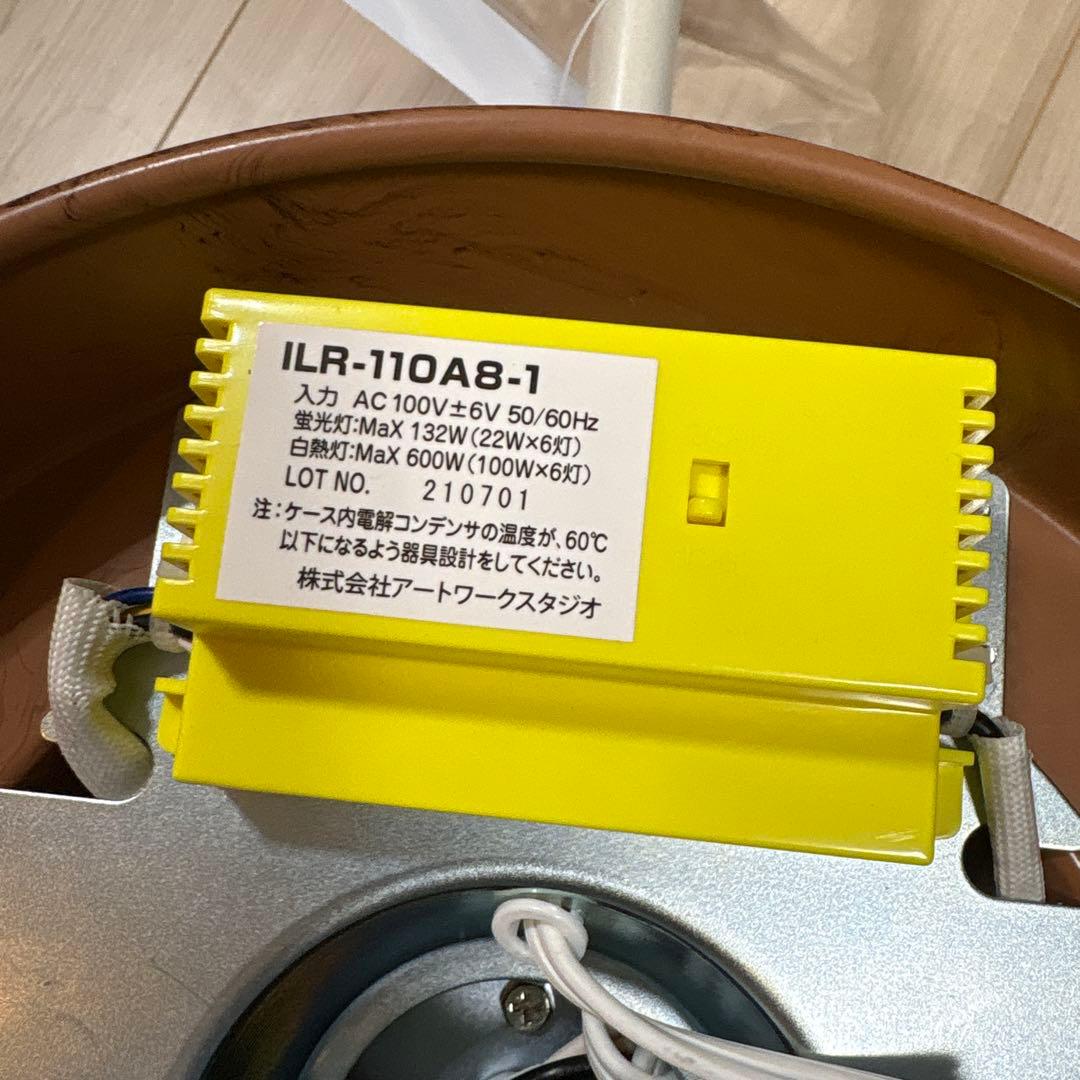 ILR-110A8-1
入力 AC100V±6V 50/60Hz
蛍光灯:MaX 132W(22W×6灯)
白熱灯:MaX 600W(100W×6灯)
LOT NO. 210701
注:ケース内電解コンデンサの温度が、60℃
以下になるよう器具設計をしてください。
株式会社アートワークスタジオ